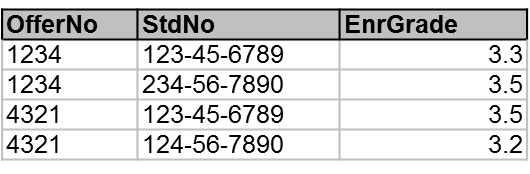 OfferNo StdNo EnrGrade
1234 123-45-6789 3.3
1234 234-56-7890 3.5
4321 123-45-6789 3.5
4321 124-56-7890 3.2